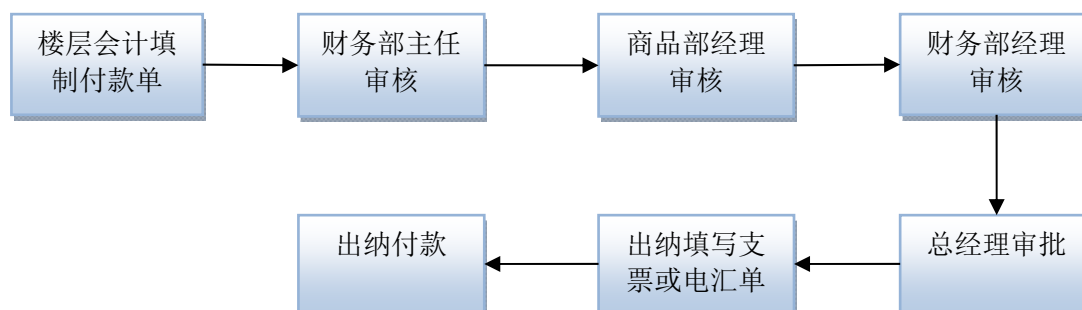 楼层会计填
制付款单
财务部主任
审核
商品部经理
审核
财务部经理
审核
总经理审批
出纳填写支
票或电汇单
出纳付款